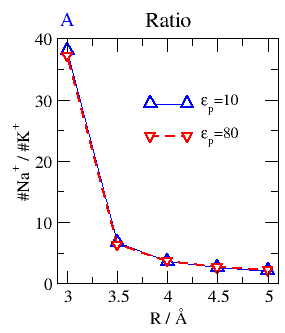 A
Ratio
40
30
20
10
0
#Na⁺ / #K⁺
εₚ=10
εₚ=80
3 3.5 4 4.5 5
R / Å